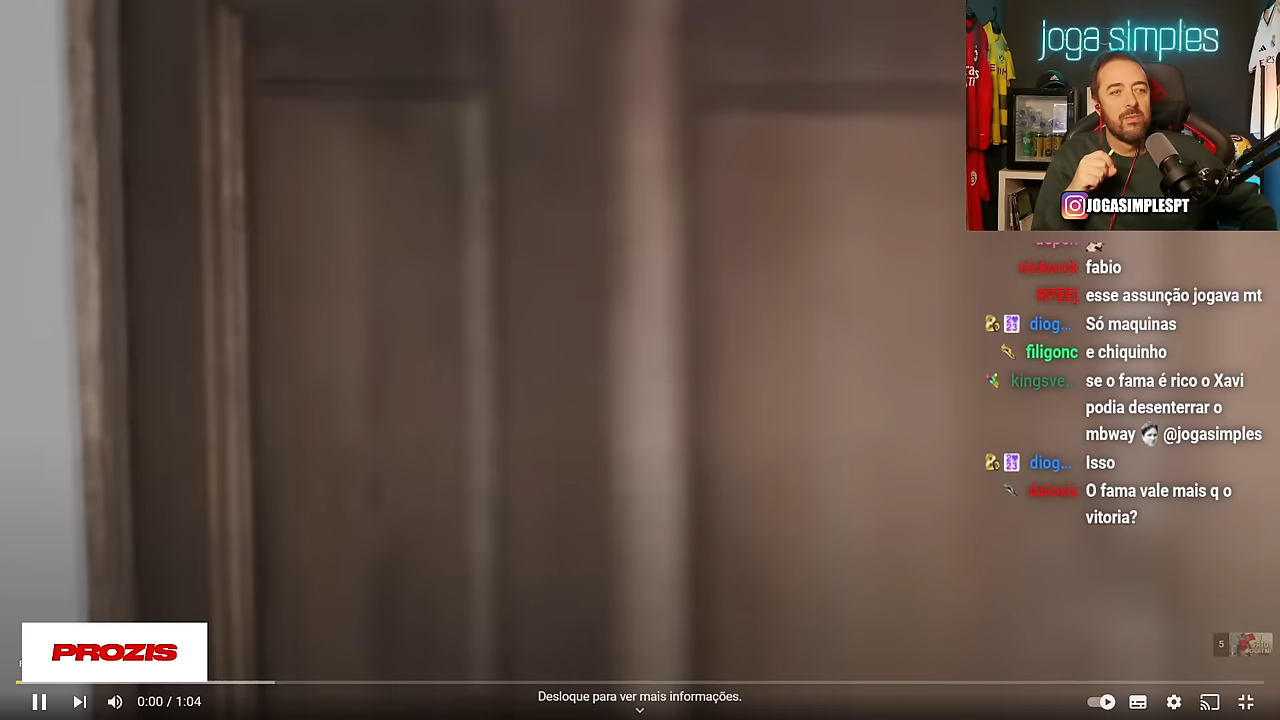 joga simples
JOGASIMPLESPT
fabio
esse assunção jogava mt
diog... Só maquinas
filigonc e chiquinho
kingsve... se o fama é rico o Xavi
podia desenterrar o
mbway @jogasimples
diog... Isso
O fama vale mais q o
vitoria?
PROZIS
5
0:00 / 1:04
Desloque para ver mais informações.